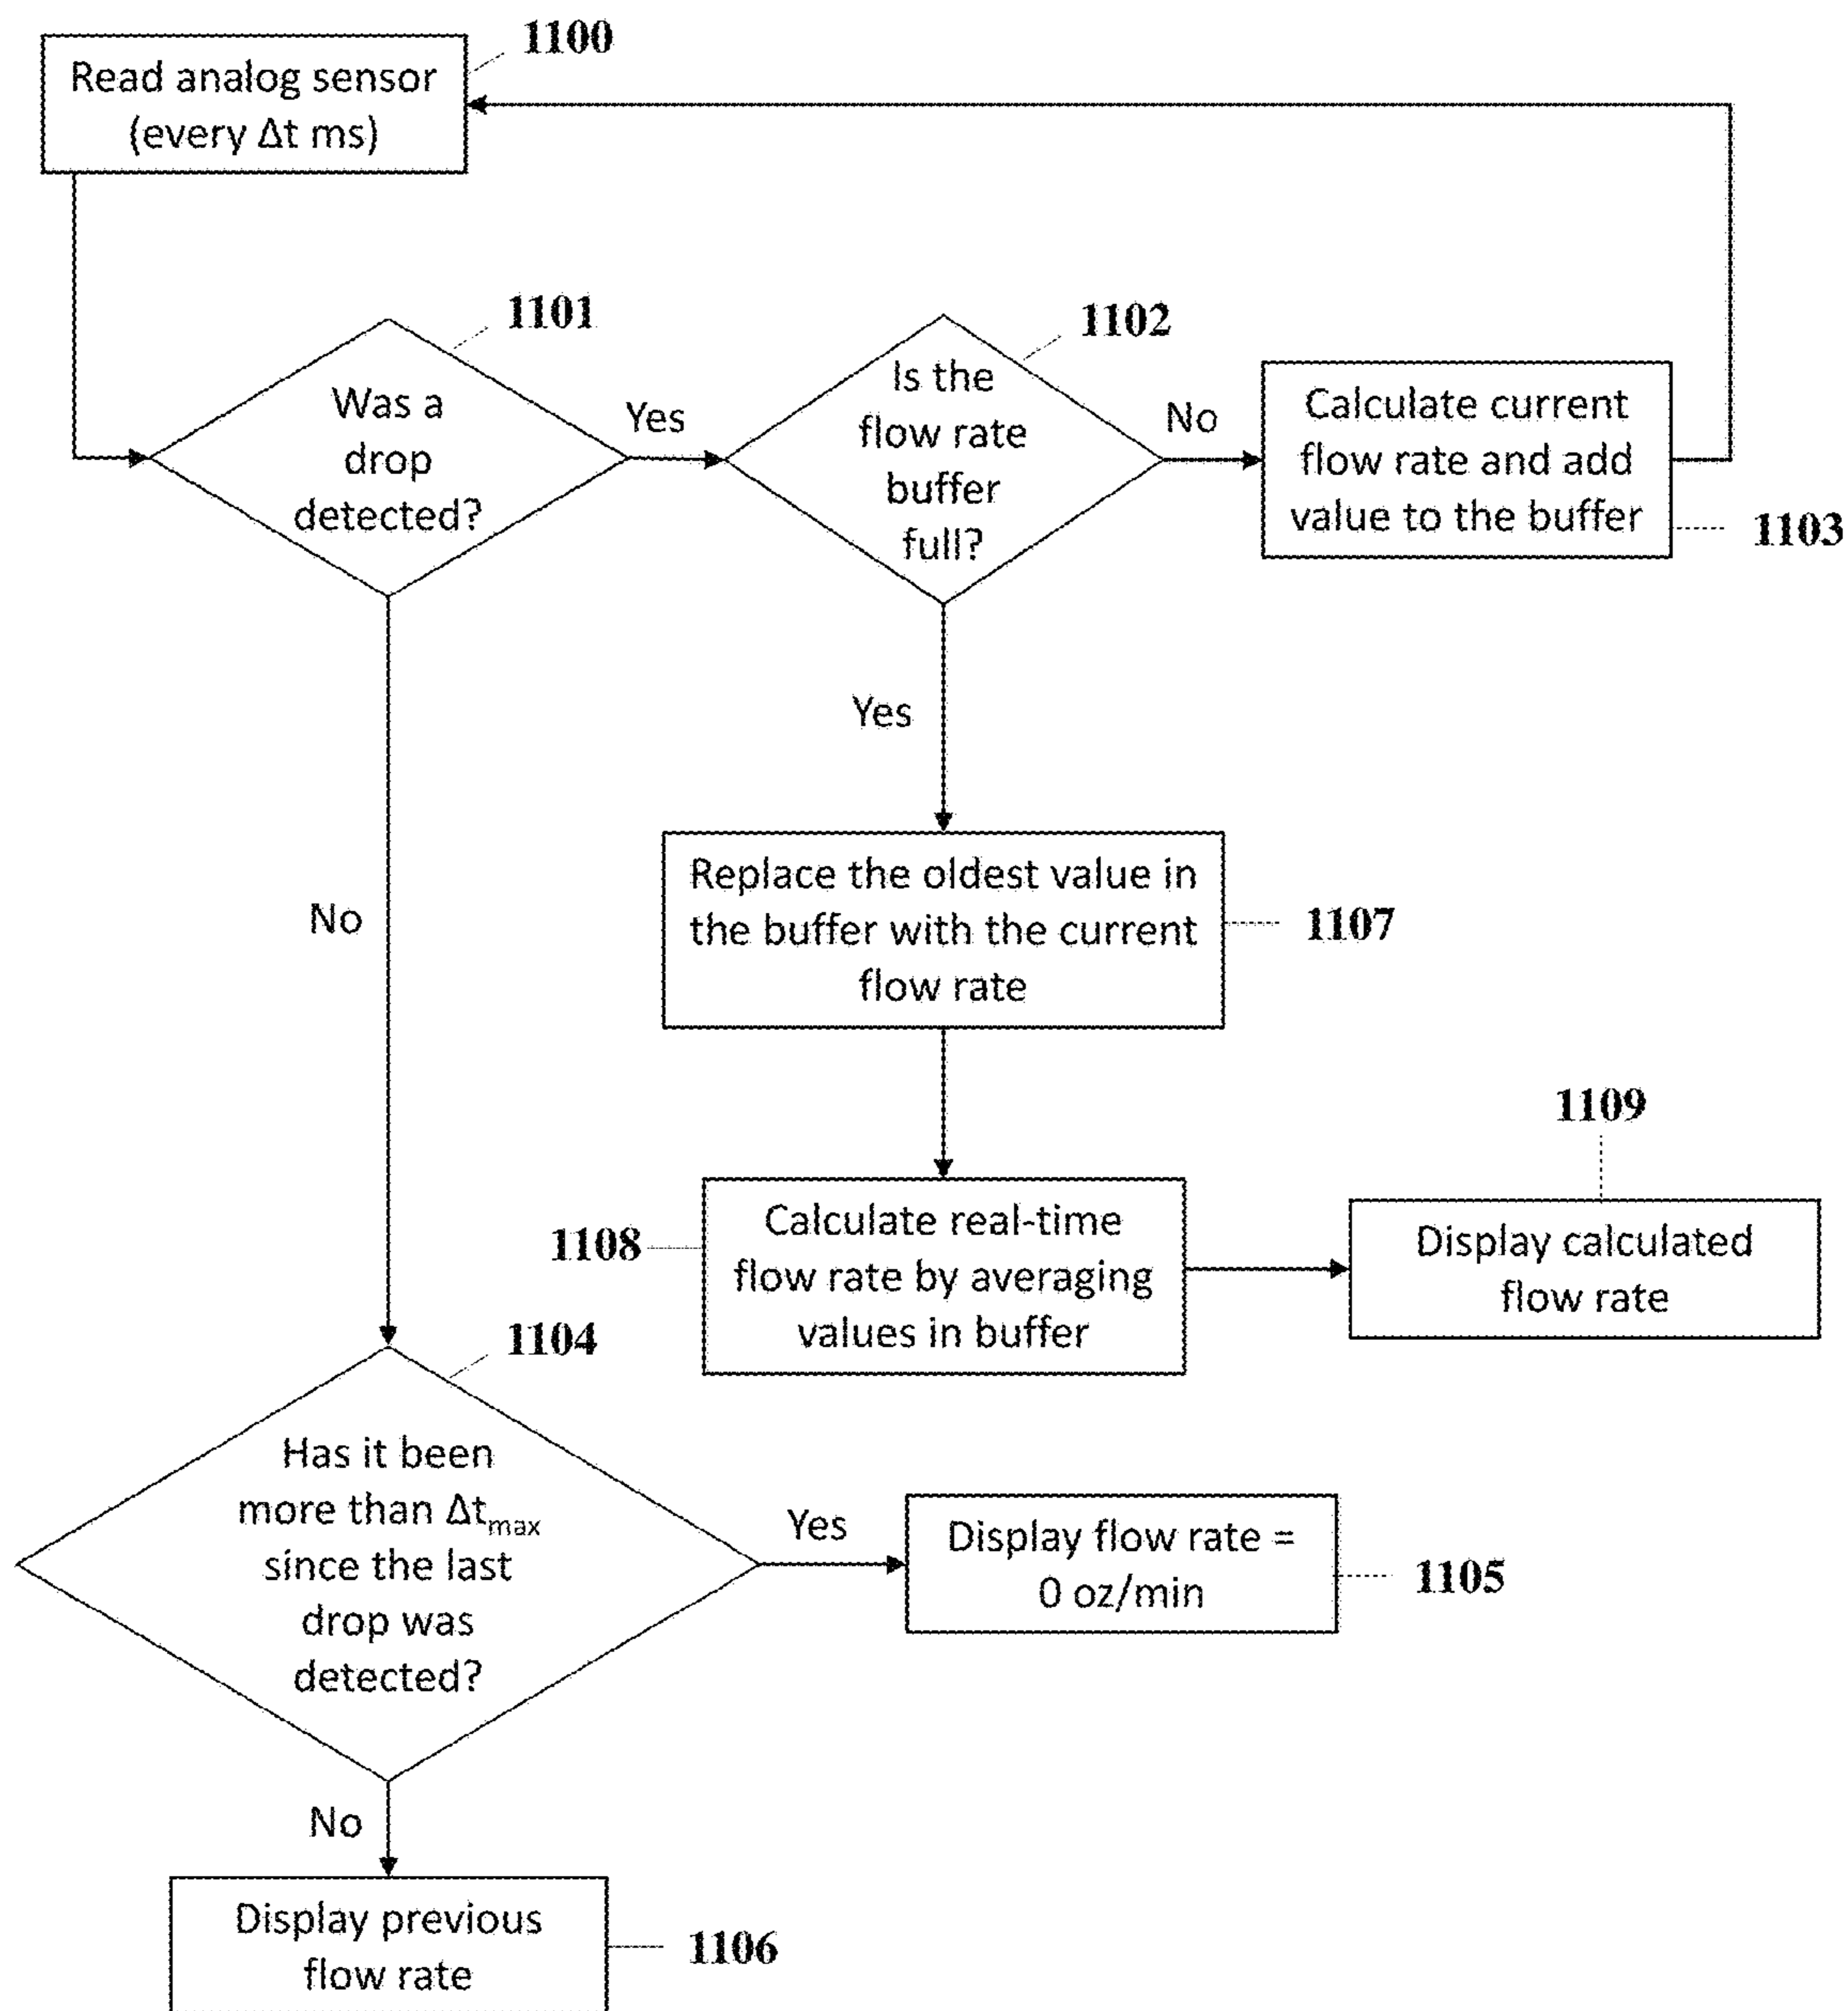 1100
Read analog sensor
(every Δt ms)
1101
Was a
drop
detected?
Yes
1102
Is the
flow rate
buffer
full?
No
Calculate current
flow rate and add
value to the buffer
1103
Yes
No
Replace the oldest value in
the buffer with the current
flow rate
1107
1109
1108
Calculate real-time
flow rate by averaging
values in buffer
Display calculated
flow rate
1104
Has it been
more than Δtmax
since the last
drop was
detected?
Yes
Display flow rate =
0 oz/min
1105
No
Display previous
flow rate
1106